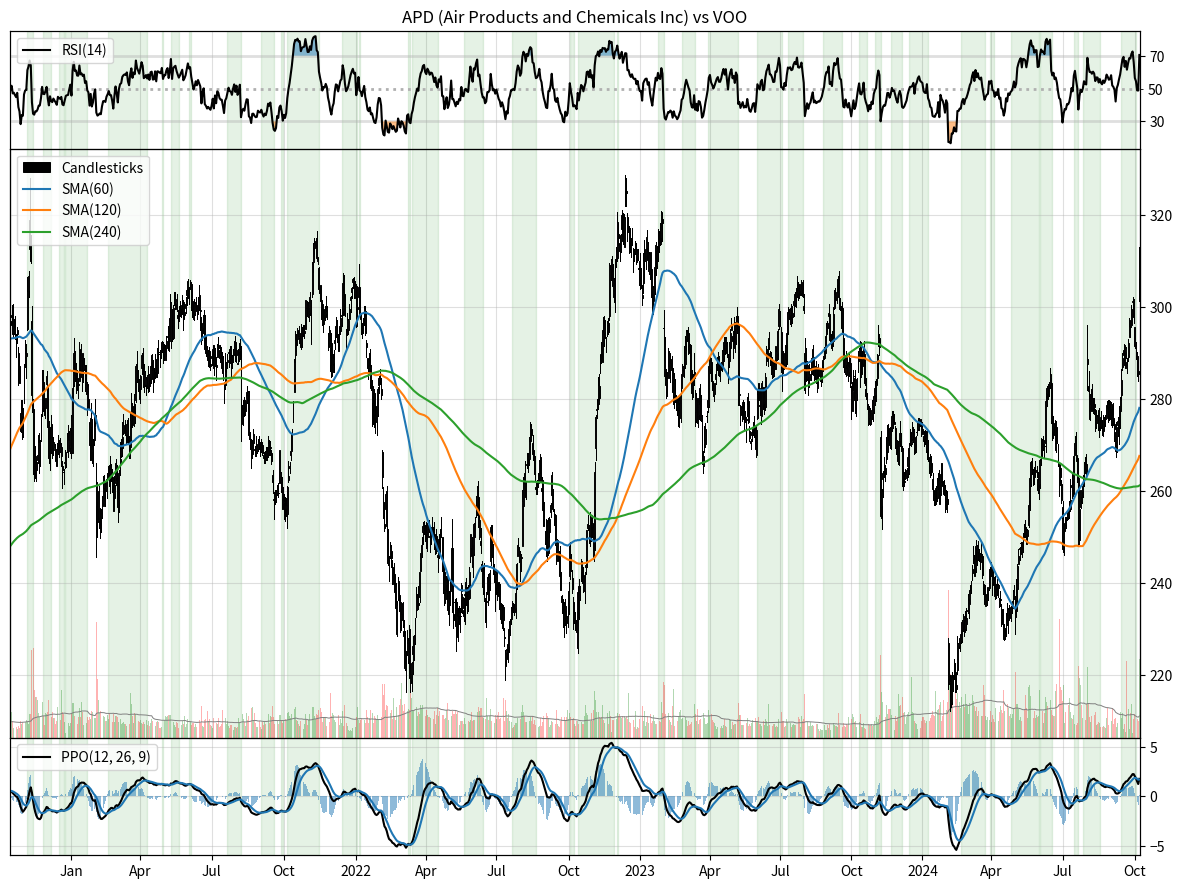 APD (Air Products and Chemicals Inc) vs VOO
RSI(14)
70
50
30
Candlesticks
SMA(60)
SMA(120)
SMA(240)
320
300
280
260
240
220
PPO(12, 26, 9)
5
0
−5
Jan Apr Jul Oct 2022 Apr Jul Oct 2023 Apr Jul Oct 2024 Apr Jul Oct